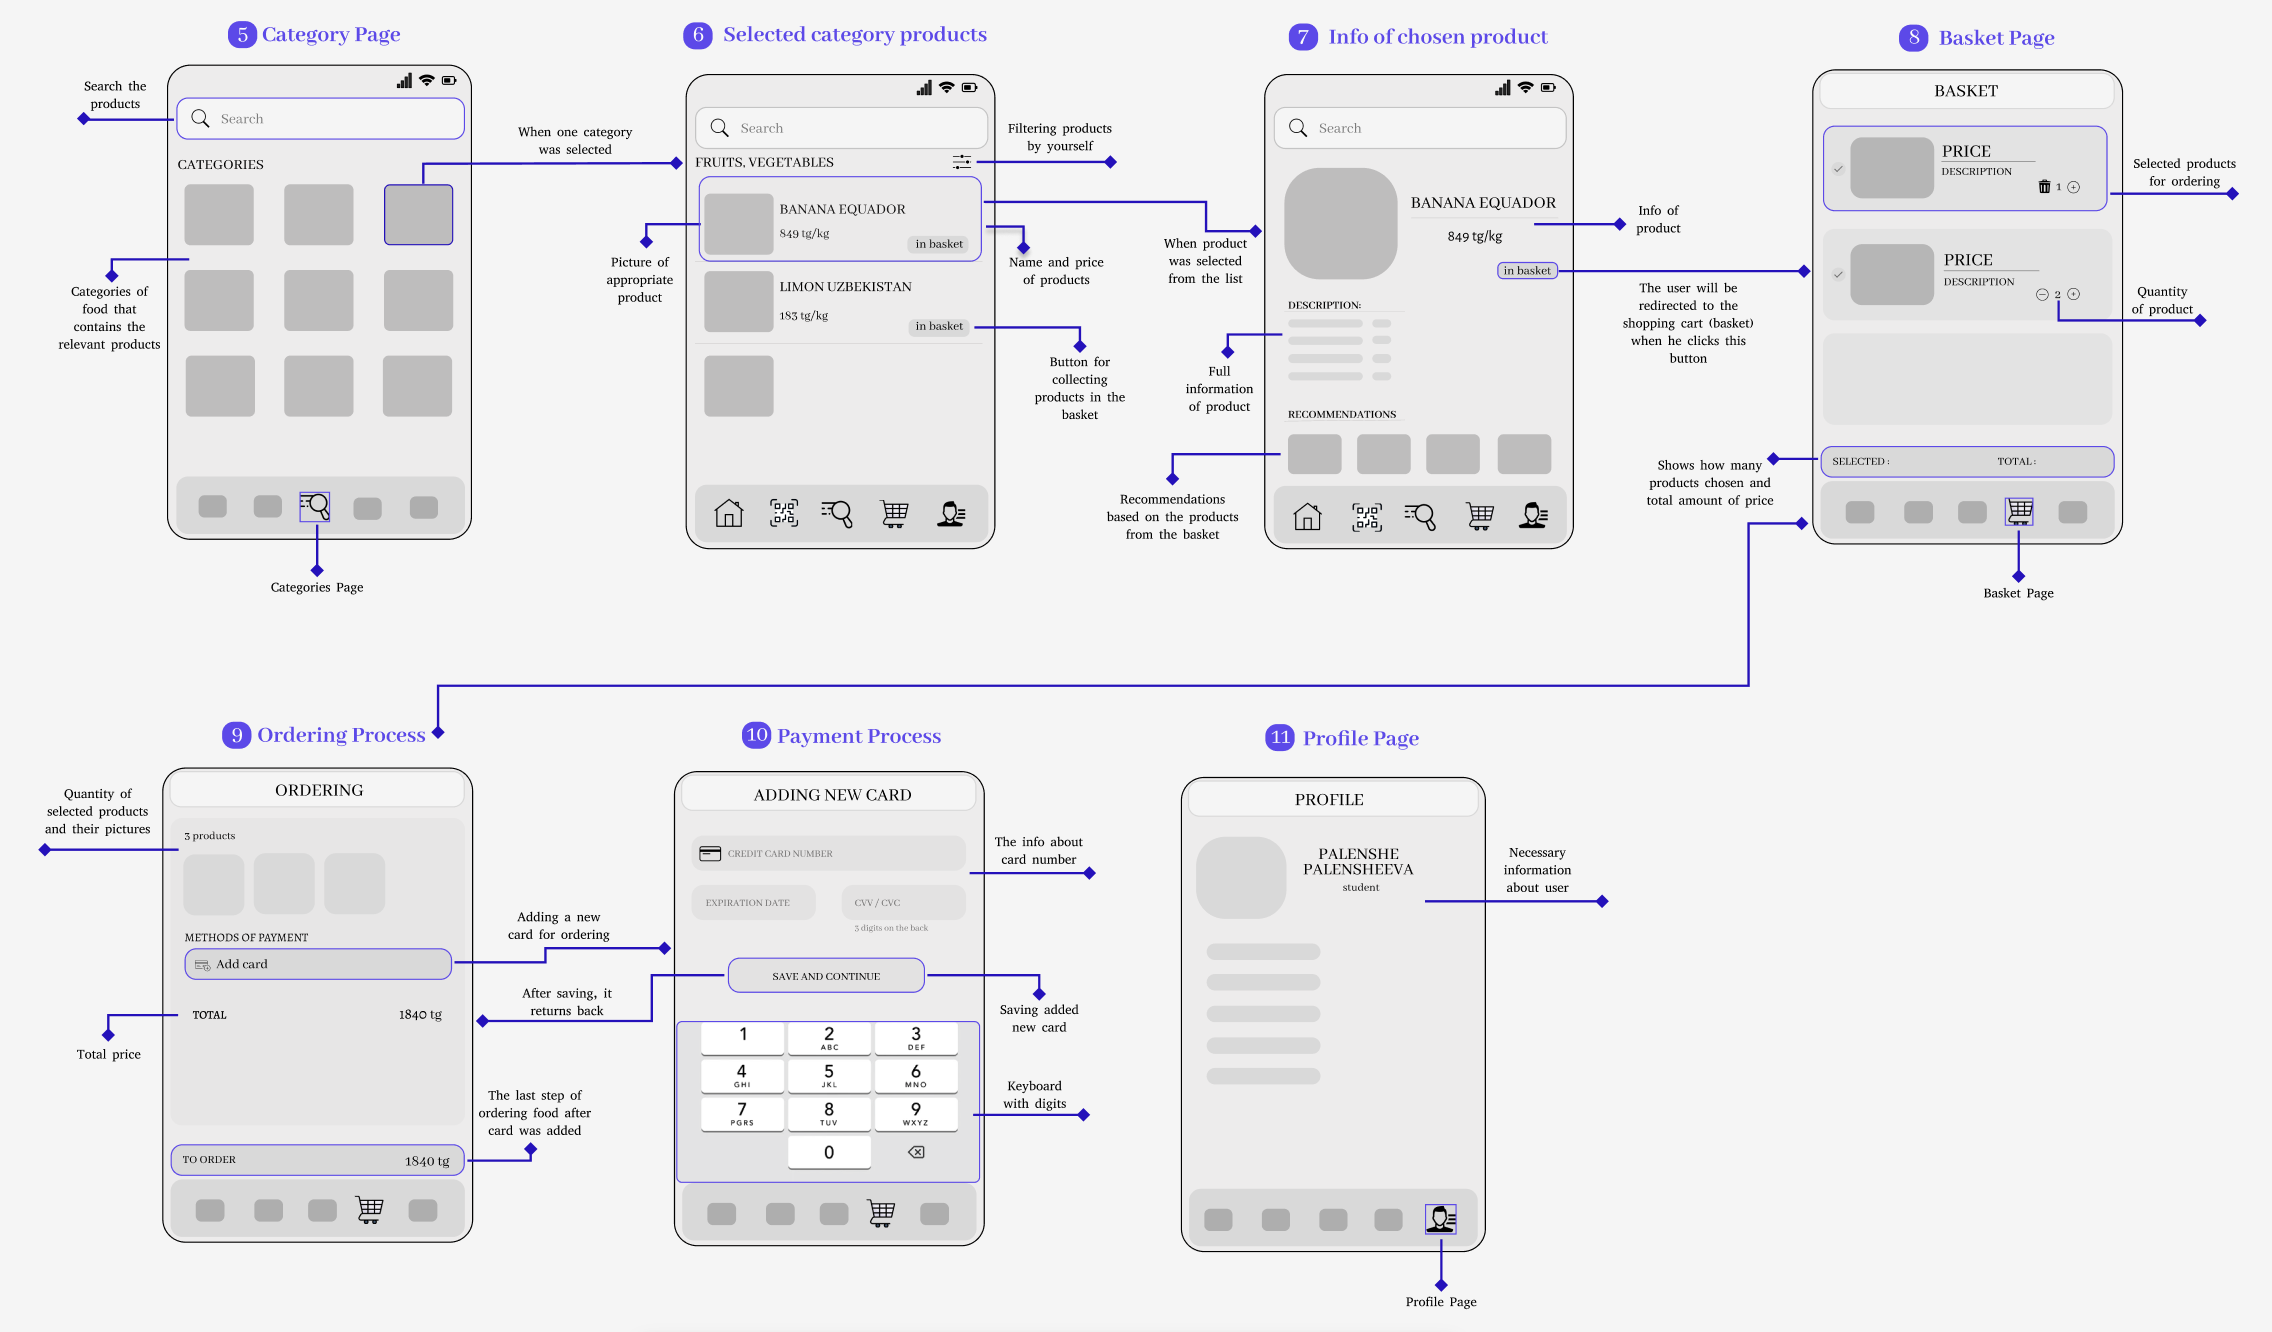 5 Category Page
Search the
products
Search
CATEGORIES
When one category
was selected
Categories of
food that
contains the
relevant products
Categories Page
6 Selected category products
Search
FRUITS, VEGETABLES
Filtering products
by yourself
BANANA EQUADOR
849 tg/kg
in basket
Picture of
appropriate
product
Name and price
of products
LIMON UZBEKISTAN
183 tg/kg
in basket
Button for
collecting
products in the
basket
7 Info of chosen product
Search
BANANA EQUADOR
849 tg/kg
in basket
Info of
product
When product
was selected
from the list
The user will be
redirected to the
shopping cart (basket)
when he clicks this
button
DESCRIPTION:
Full
information
of product
RECOMMENDATIONS
Recommendations
based on the products
from the basket
8 Basket Page
BASKET
PRICE
DESCRIPTION
1
Selected products
for ordering
PRICE
DESCRIPTION
2
Quantity
of product
Shows how many
products chosen and
total amount of price
SELECTED : TOTAL :
Basket Page
9 Ordering Process
ORDERING
Quantity of
selected products
and their pictures
3 products
METHODS OF PAYMENT
Add card
Adding a new
card for ordering
After saving, it
returns back
TOTAL 1840 tg
Total price
The last step of
ordering food after
card was added
TO ORDER 1840 tg
10 Payment Process
ADDING NEW CARD
CREDIT CARD NUMBER
The info about
card number
EXPIRATION DATE CVV / CVC
3 digits on the back
SAVE AND CONTINUE
Saving added
new card
1 2 3
ABC DEF
4 5 6
GHI JKL MNO
7 8 9
PGRS TUV WXYZ
0
Keyboard
with digits
11 Profile Page
PROFILE
PALENSHE
PALENSHEEVA
student
Necessary
information
about user
Profile Page